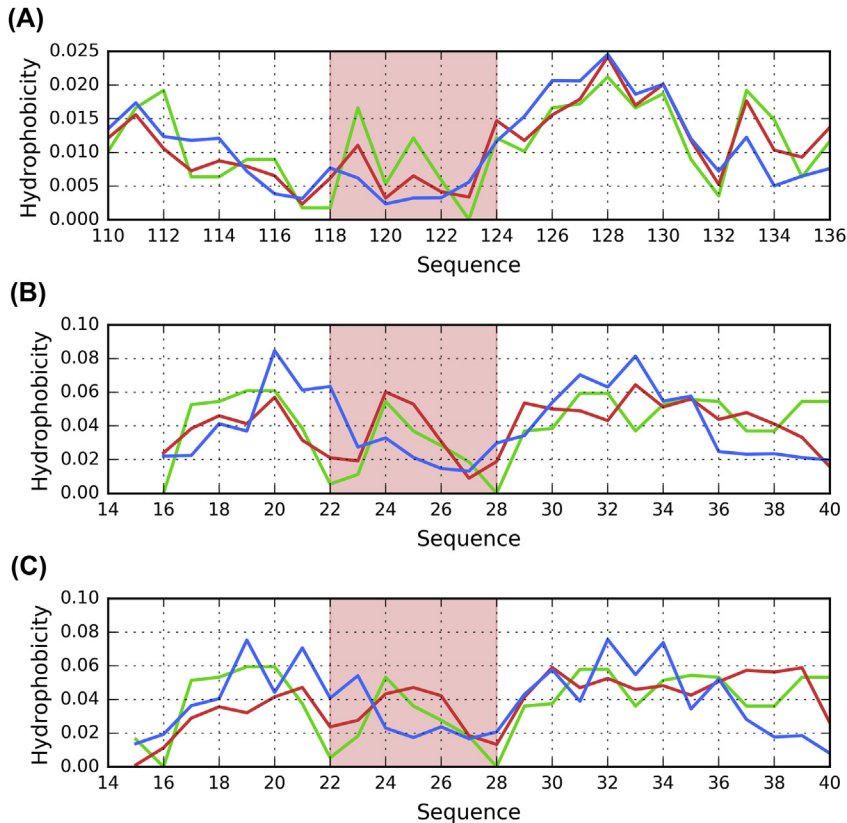 (A)
Hydrophobicity
0.025
0.020
0.015
0.010
0.005
0.000
110 112 114 116 118 120 122 124 126 128 130 132 134 136
Sequence
(B)
Hydrophobicity
0.10
0.08
0.06
0.04
0.02
0.00
14 16 18 20 22 24 26 28 30 32 34 36 38 40
Sequence
(C)
Hydrophobicity
0.10
0.08
0.06
0.04
0.02
0.00
14 16 18 20 22 24 26 28 30 32 34 36 38 40
Sequence